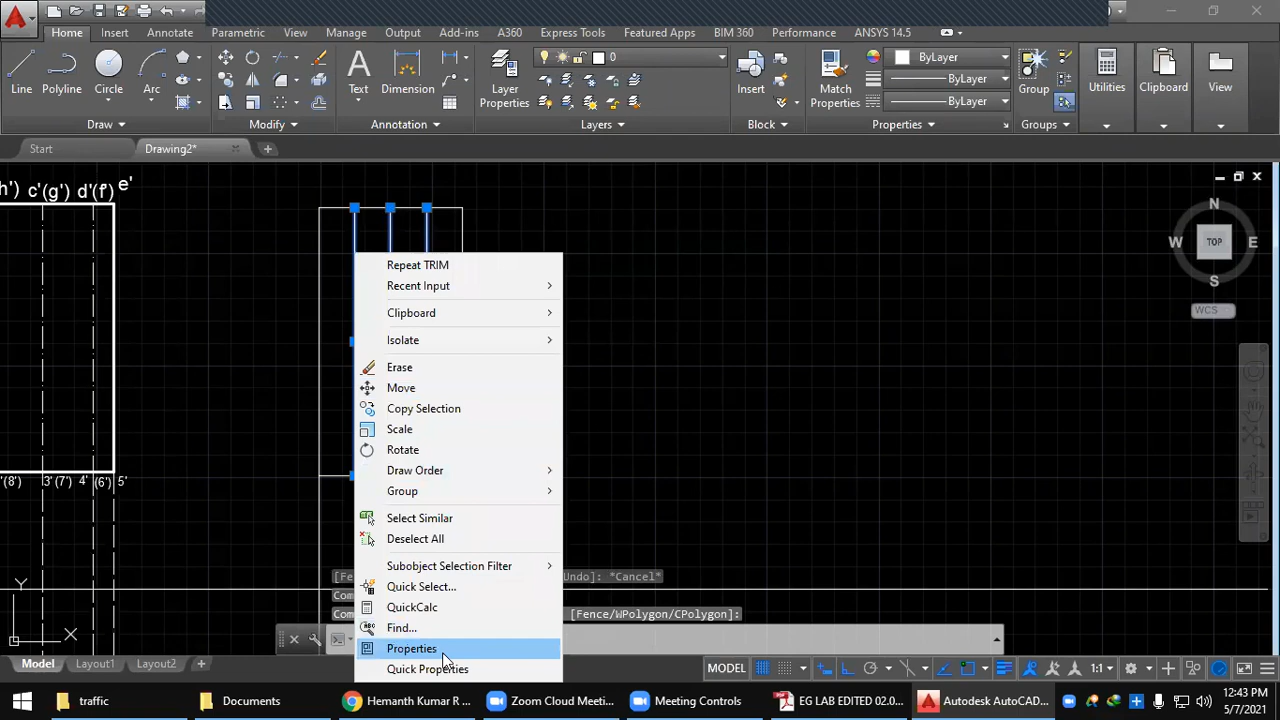 Home Insert Annotate Parametric View Manage Output Add-ins A360 Express Tools Featured Apps BIM 360 Performance ANSYS 14.5
0 ByLayer
ByLayer
ByLayer
Line Polyline Circle Arc Text Dimension Layer Properties Insert Match Properties Group Utilities Clipboard View
Draw Modify Annotation Layers Block Properties Groups
Start Drawing2*
h') c'(g') d'(f') e'
N
W TOP E
S
WCS
Repeat TRIM
Recent Input
Clipboard
Isolate
Erase
Move
Copy Selection
Scale
Rotate
Draw Order
Group
Select Similar
Deselect All
Subobject Selection Filter
Quick Select...
QuickCalc
Find...
Properties
Quick Properties
'(8') 3'(7') 4' (6') 5'
[Fe Undo]: *Cancel*
Com
Com [Fence/WPolygon/CPolygon]:
Y
X
Model Layout1 Layout2 MODEL 1:1
traffic Documents Hemanth Kumar R ... Zoom Cloud Meeti... Meeting Controls EG LAB EDITED 02.0... Autodesk AutoCAD...
12:43 PM
5/7/2021